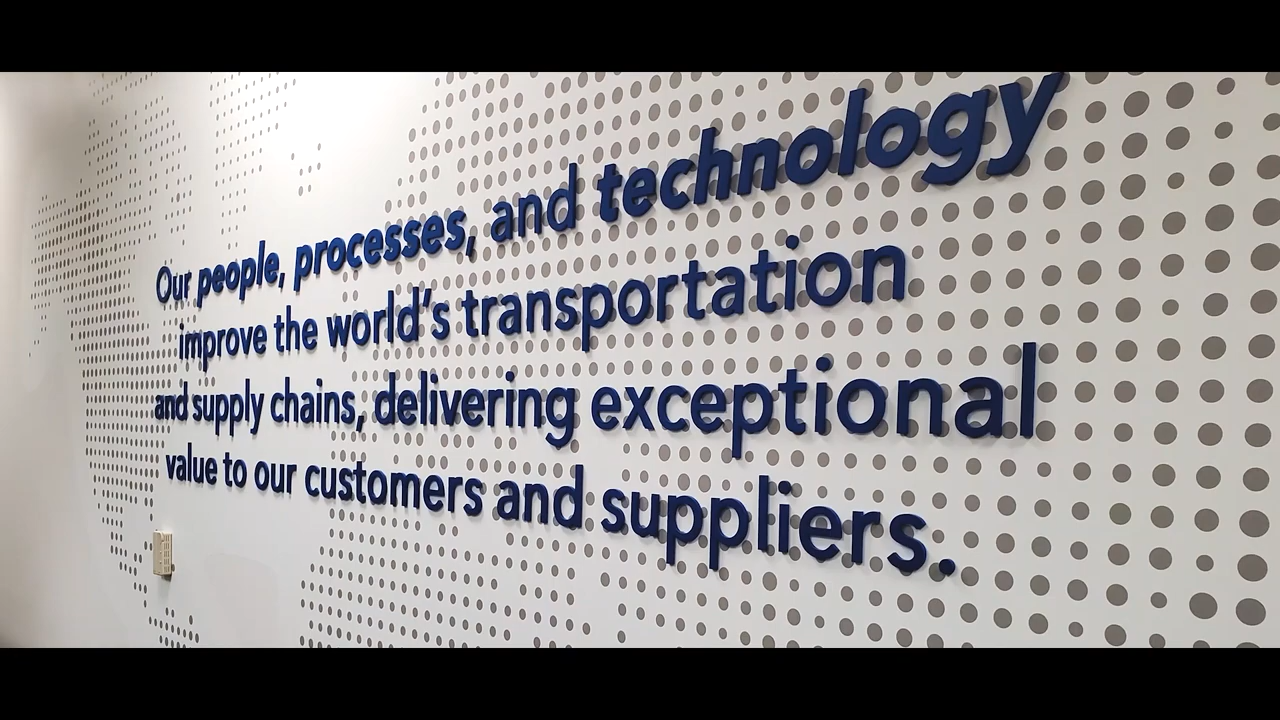 Our people, processes, and technology
improve the world's transportation
and supply chains, delivering exceptional
value to our customers and suppliers.